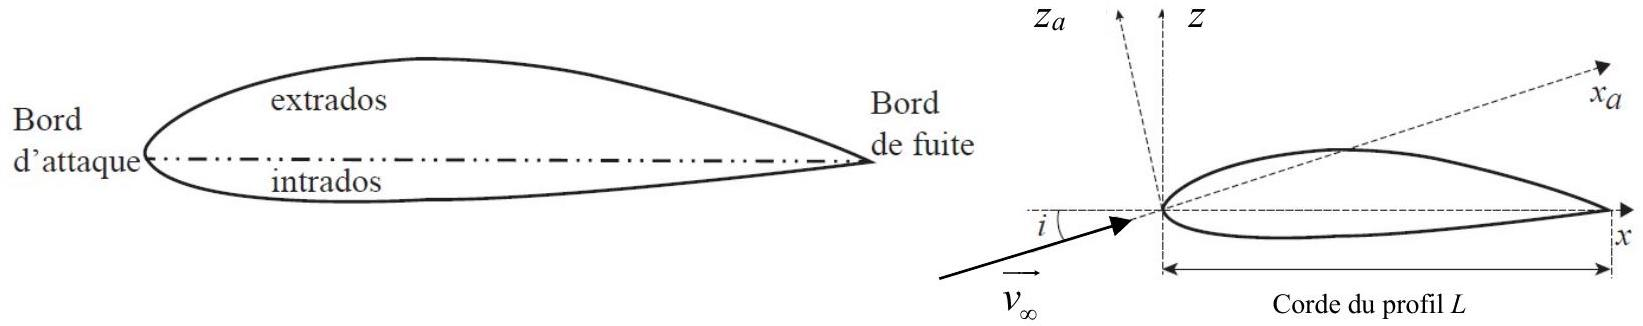 Bord
d'attaque
extrados
intrados
Bord
de fuite
z_a
z
x_a
i
x
v_∞
Corde du profil L